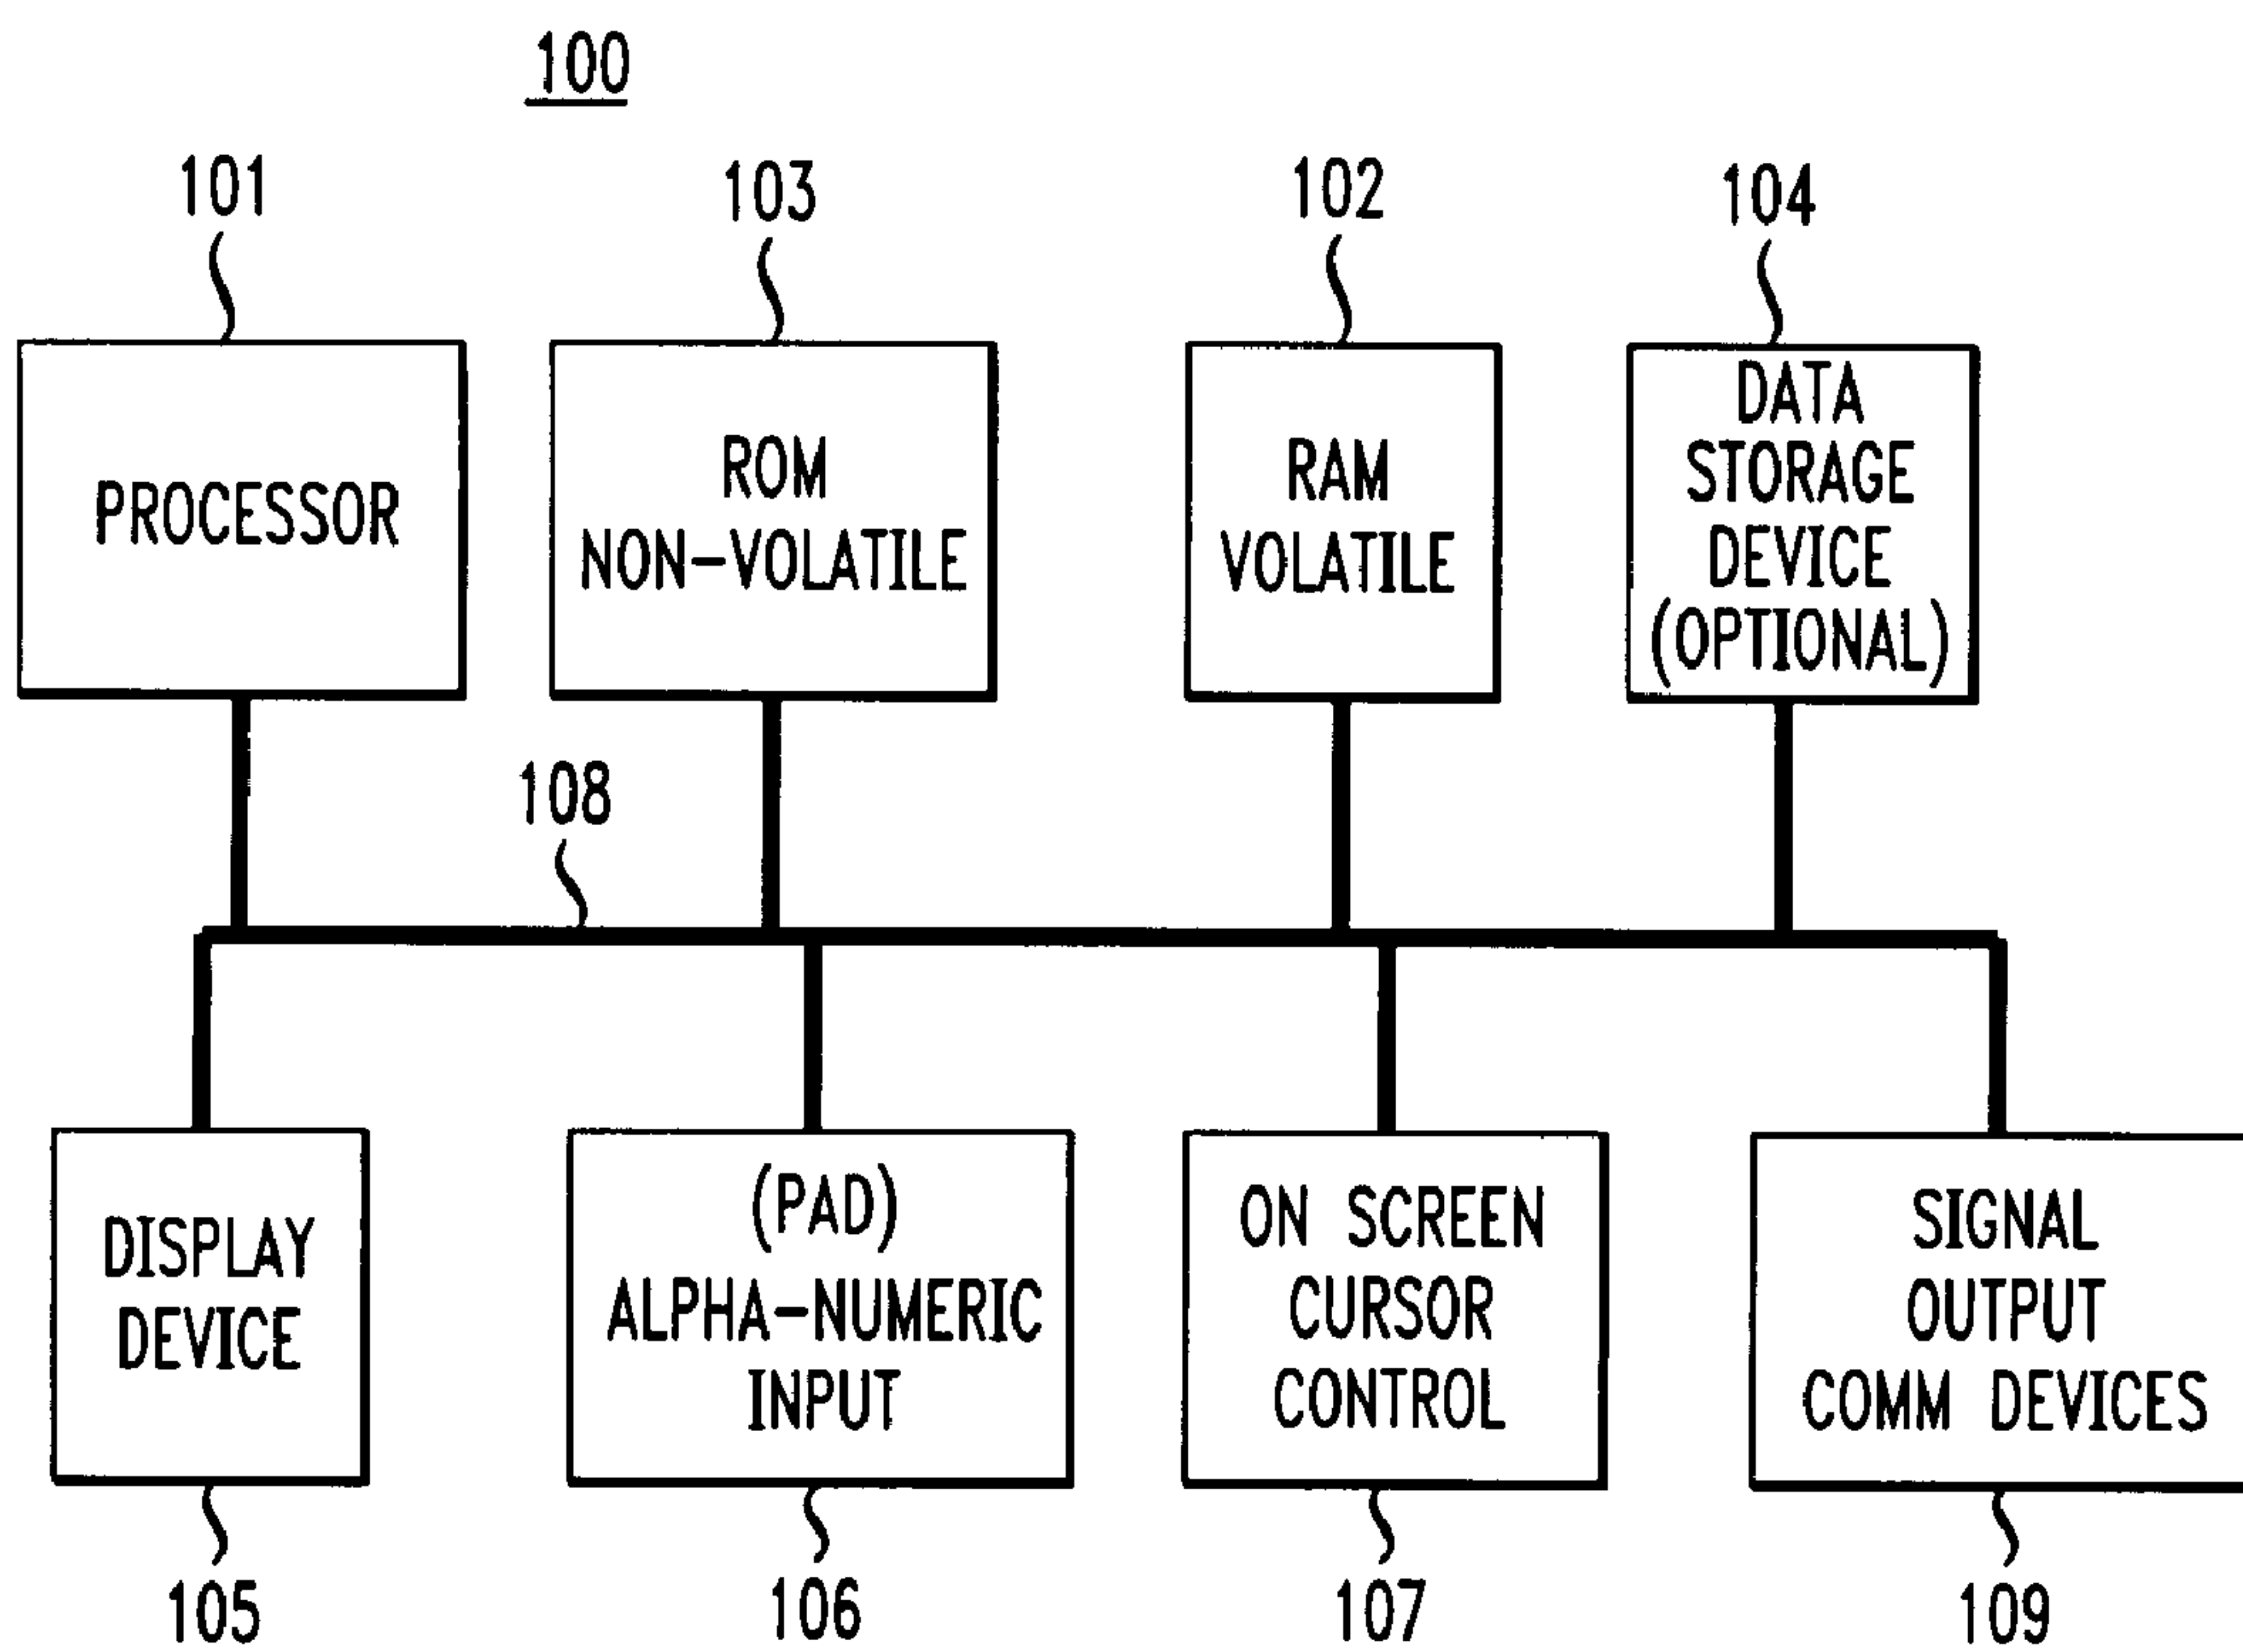 100
101
103
102
104
PROCESSOR
ROM
NON-VOLATILE
RAM
VOLATILE
DATA
STORAGE
DEVICE
(OPTIONAL)
108
DISPLAY
DEVICE
(PAD)
ALPHA-NUMERIC
INPUT
ON SCREEN
CURSOR
CONTROL
SIGNAL
OUTPUT
COMM DEVICES
105
106
107
109